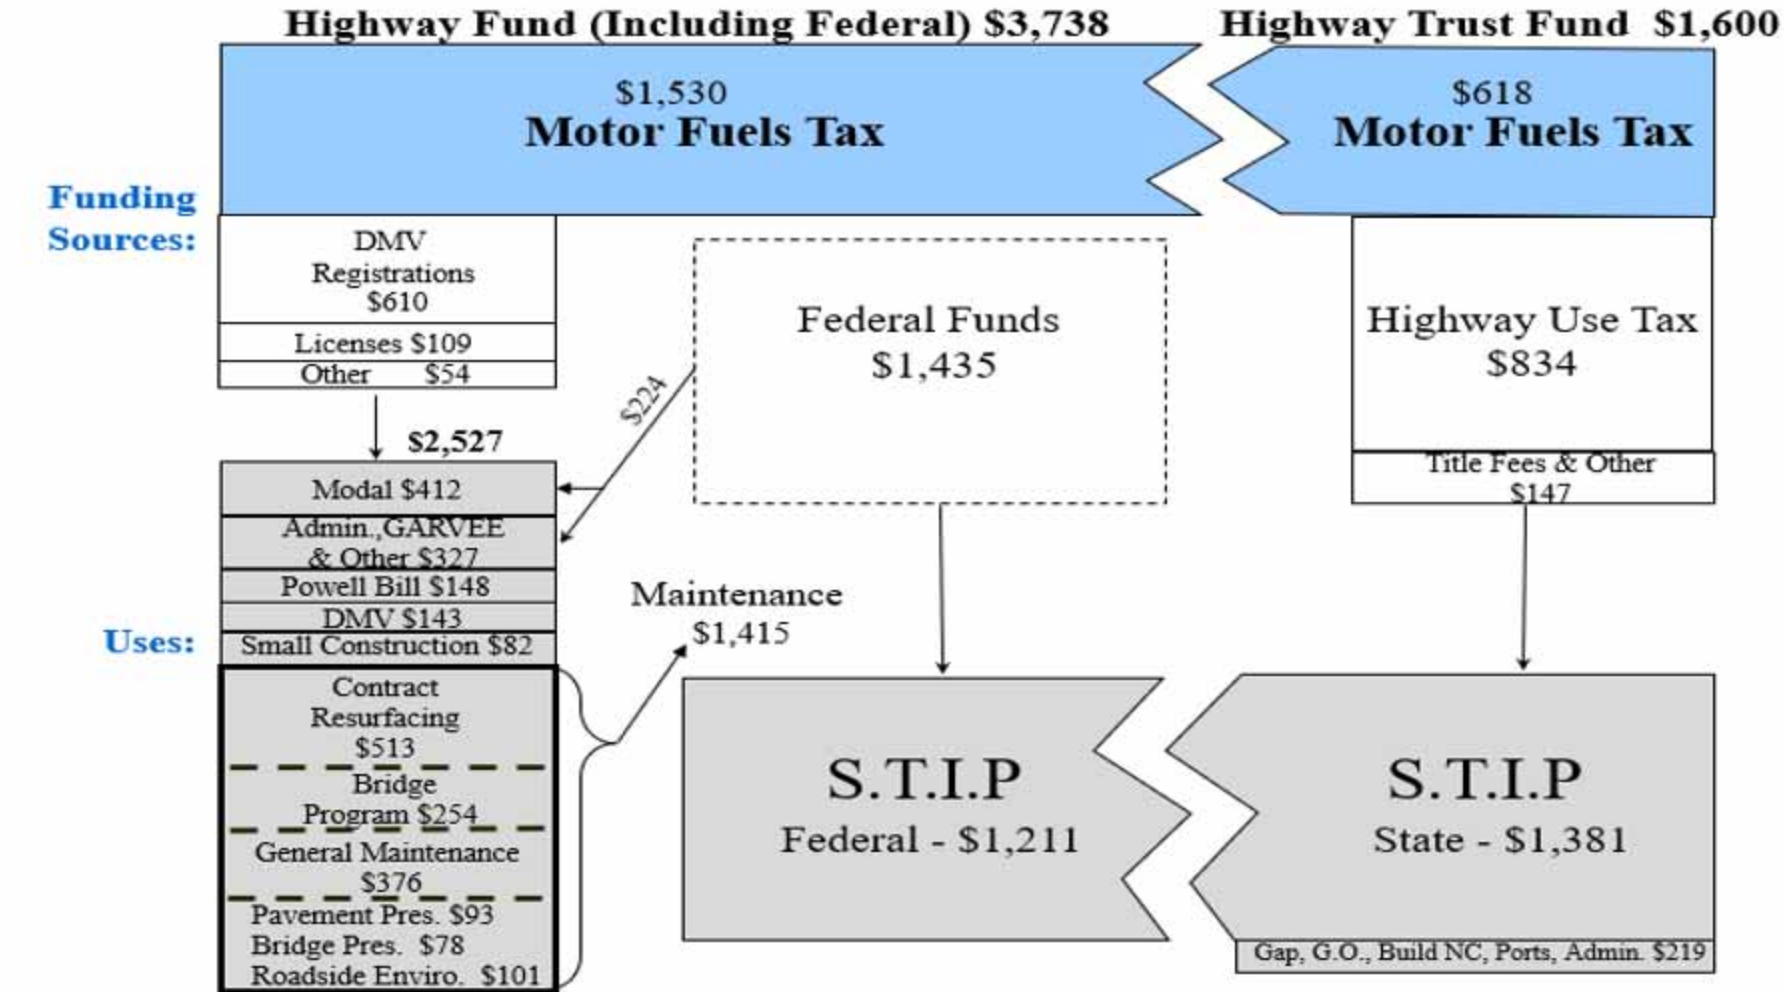 Highway Fund (Including Federal) $3,738
Highway Trust Fund $1,600
$1,530
Motor Fuels Tax
$618
Motor Fuels Tax
Funding
Sources:
DMV
Registrations
$610
Licenses $109
Other $54
Federal Funds
$1,435
Highway Use Tax
$834
Title Fees & Other
$147
$224
$2,527
Modal $412
Admin.,GARVEE
& Other $327
Powell Bill $148
DMV $143
Small Construction $82
Uses:
Maintenance
$1,415
Contract
Resurfacing
$513
Bridge
Program $254
General Maintenance
$376
Pavement Pres. $93
Bridge Pres. $78
Roadside Enviro. $101
S.T.I.P
Federal - $1,211
S.T.I.P
State - $1,381
Gap, G.O., Build NC, Ports, Admin. $219